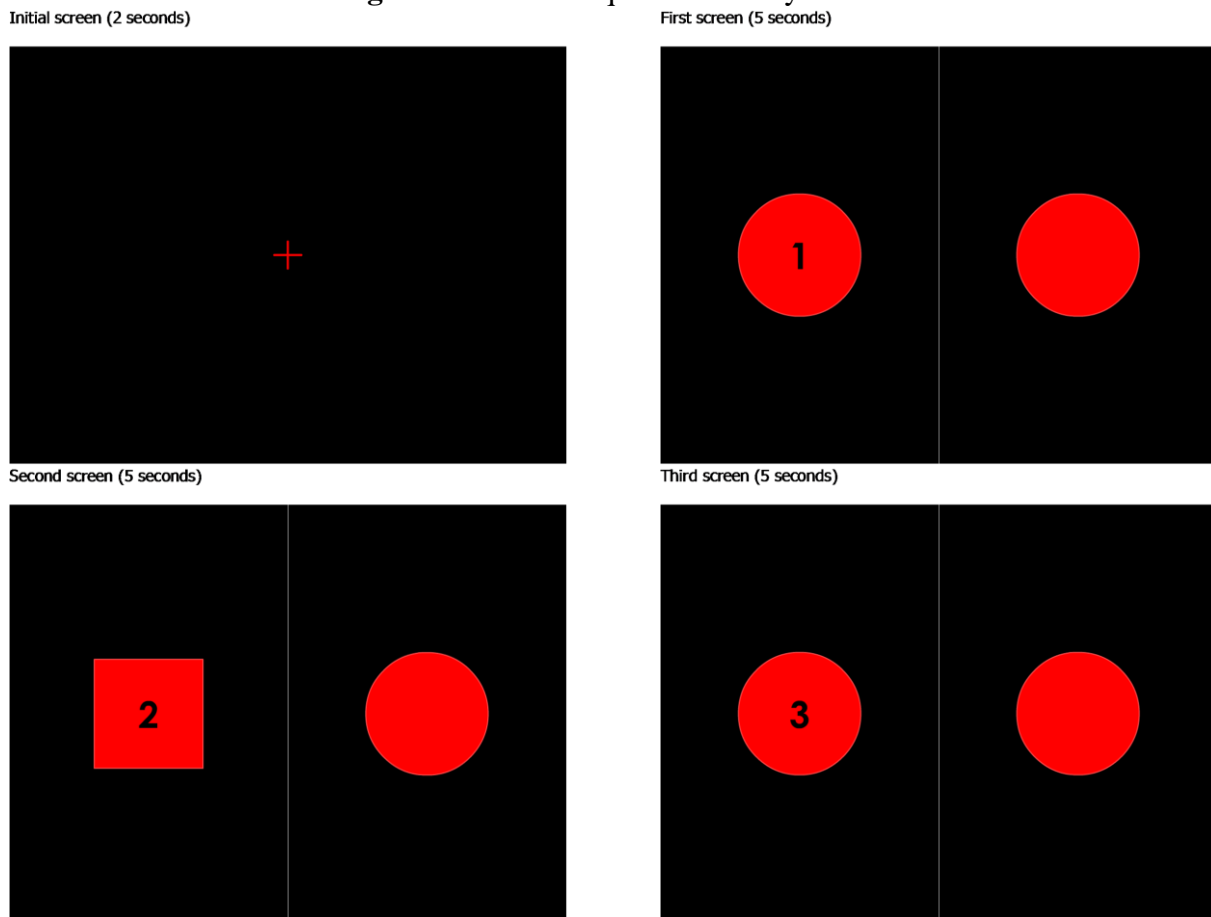 Initial screen (2 seconds)
First screen (5 seconds)
1
Second screen (5 seconds)
Third screen (5 seconds)
2
3